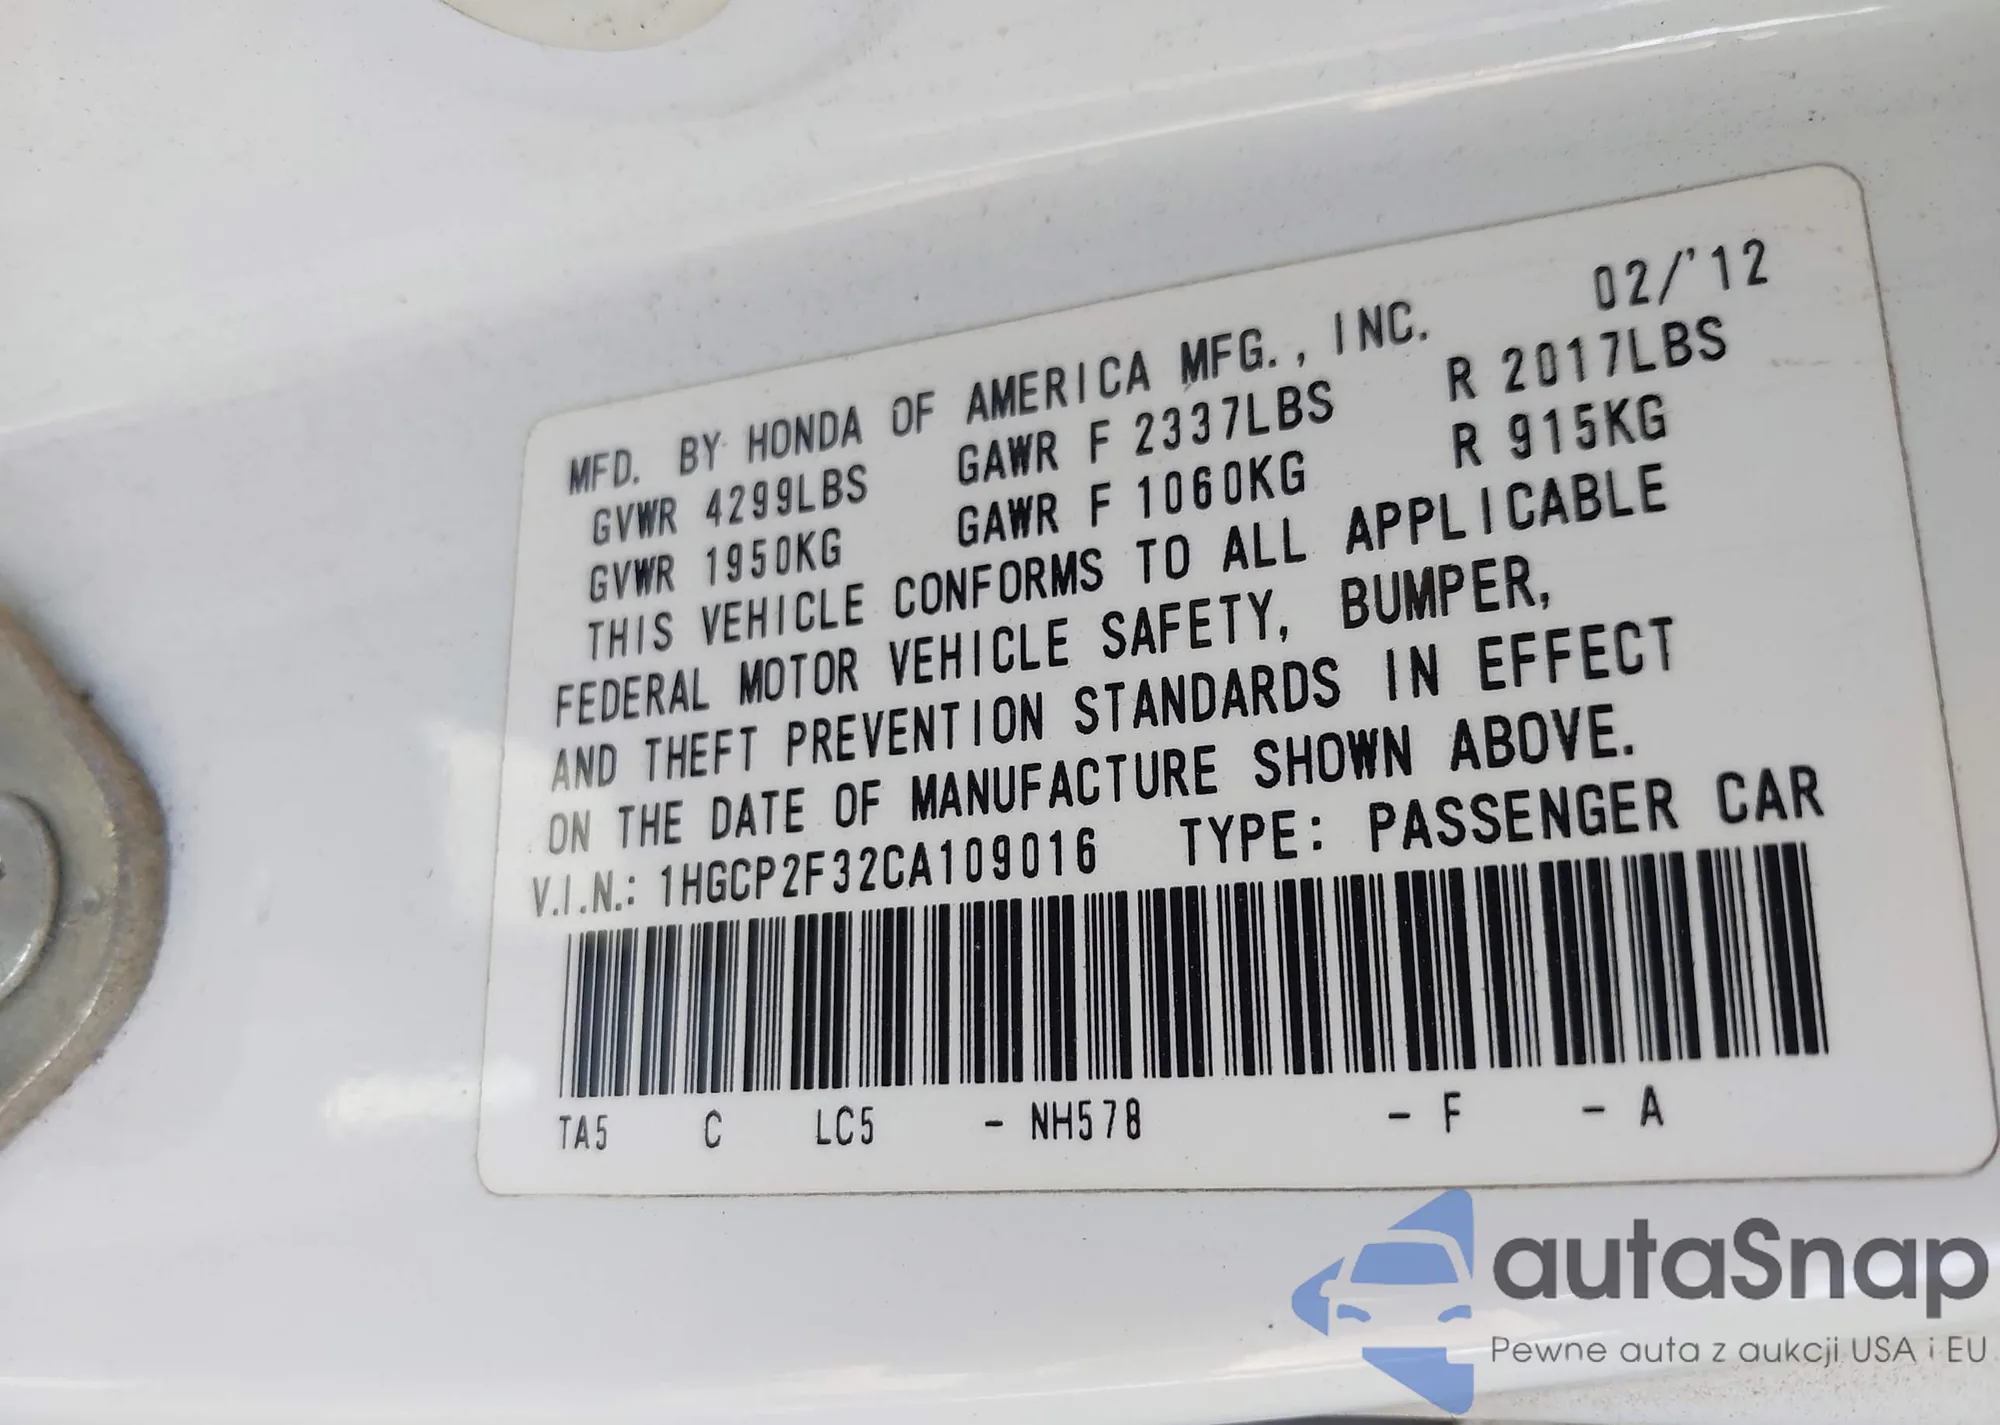 MFD. BY HONDA OF AMERICA MFG., INC. 02/'12
GVWR 4299LBS GAWR F 2337LBS R 2017LBS
GVWR 1950KG GAWR F 1060KG R 915KG
THIS VEHICLE CONFORMS TO ALL APPLICABLE
FEDERAL MOTOR VEHICLE SAFETY, BUMPER,
AND THEFT PREVENTION STANDARDS IN EFFECT
ON THE DATE OF MANUFACTURE SHOWN ABOVE.
V.I.N.: 1HGCP2F32CA109016 TYPE: PASSENGER CAR
TA5 C LC5 - NH578 - F - A
autaSnap
Pewne auta z aukcji USA i EU